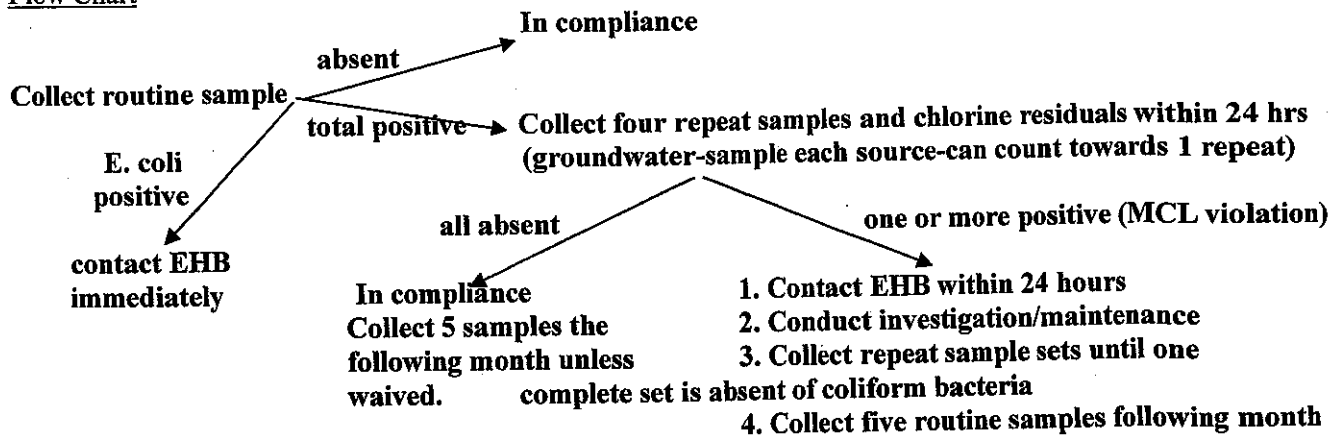 In compliance
absent
Collect routine sample
total positive
Collect four repeat samples and chlorine residuals within 24 hrs
(groundwater-sample each source-can count towards 1 repeat)
E. coli
positive
all absent
one or more positive (MCL violation)
contact EHB
immediately
In compliance
Collect 5 samples the
following month unless
waived.
1. Contact EHB within 24 hours
2. Conduct investigation/maintenance
3. Collect repeat sample sets until one
complete set is absent of coliform bacteria
4. Collect five routine samples following month